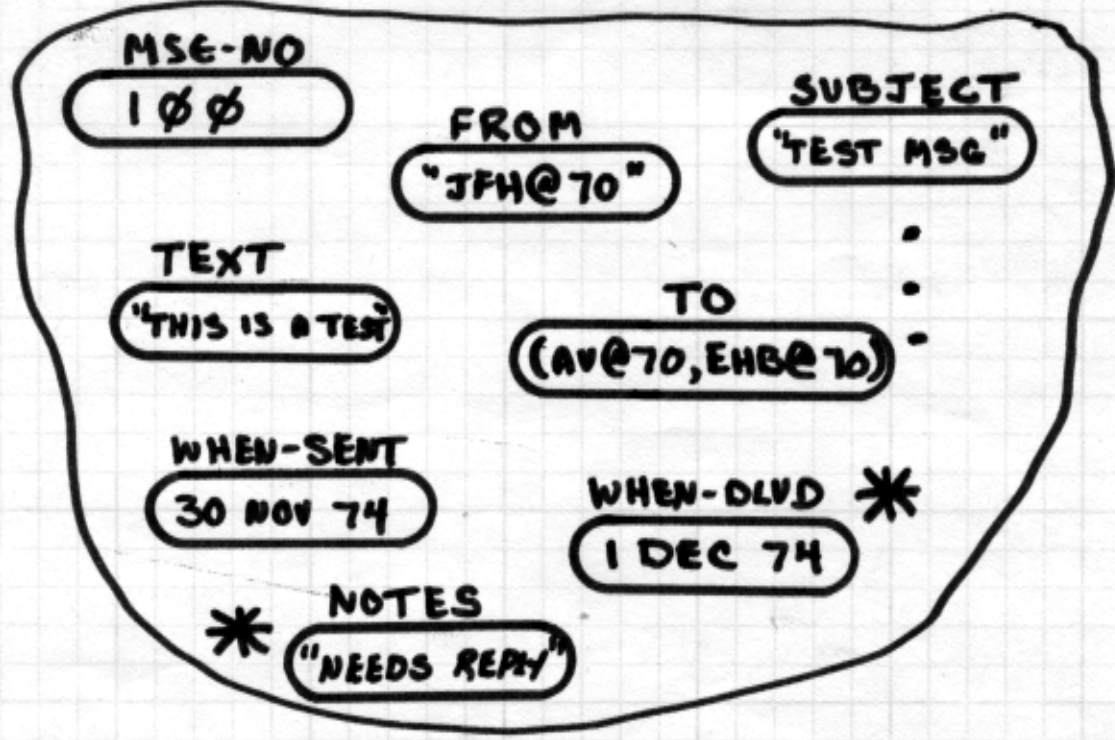 MSG-NO
1ØØ
FROM
"JFH@70"
SUBJECT
"TEST MSG"
TEXT
"THIS IS A TEST"
TO
(AV@70, EHB@70)
WHEN-SENT
30 NOV 74
WHEN-DLVD *
1 DEC 74
* NOTES
"NEEDS REPLY"